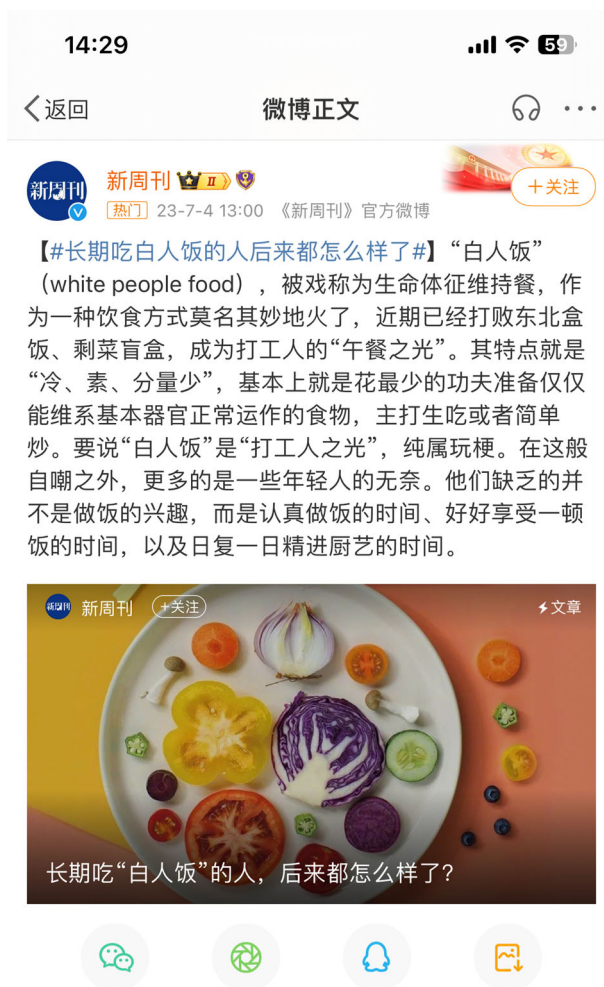 14:29
59
返回
微博正文
新周刊
新周刊 II
+关注
热门 23-7-4 13:00 《新周刊》官方微博
【#长期吃白人饭的人后来都怎么样了#】“白人饭”
（white people food），被戏称为生命体征维持餐，作
为一种饮食方式莫名其妙地火了，近期已经打败东北盒
饭、剩菜盲盒，成为打工人的“午餐之光”。其特点就是
“冷、素、分量少”，基本上就是花最少的功夫准备仅仅
能维系基本器官正常运作的食物，主打生吃或者简单
炒。要说“白人饭”是“打工人之光”，纯属玩梗。在这般
自嘲之外，更多的是一些年轻人的无奈。他们缺乏的并
不是做饭的兴趣，而是认真做饭的时间、好好享受一顿
饭的时间，以及日复一日精进厨艺的时间。
新周刊 新周刊 +关注 文章
长期吃“白人饭”的人，后来都怎么样了?